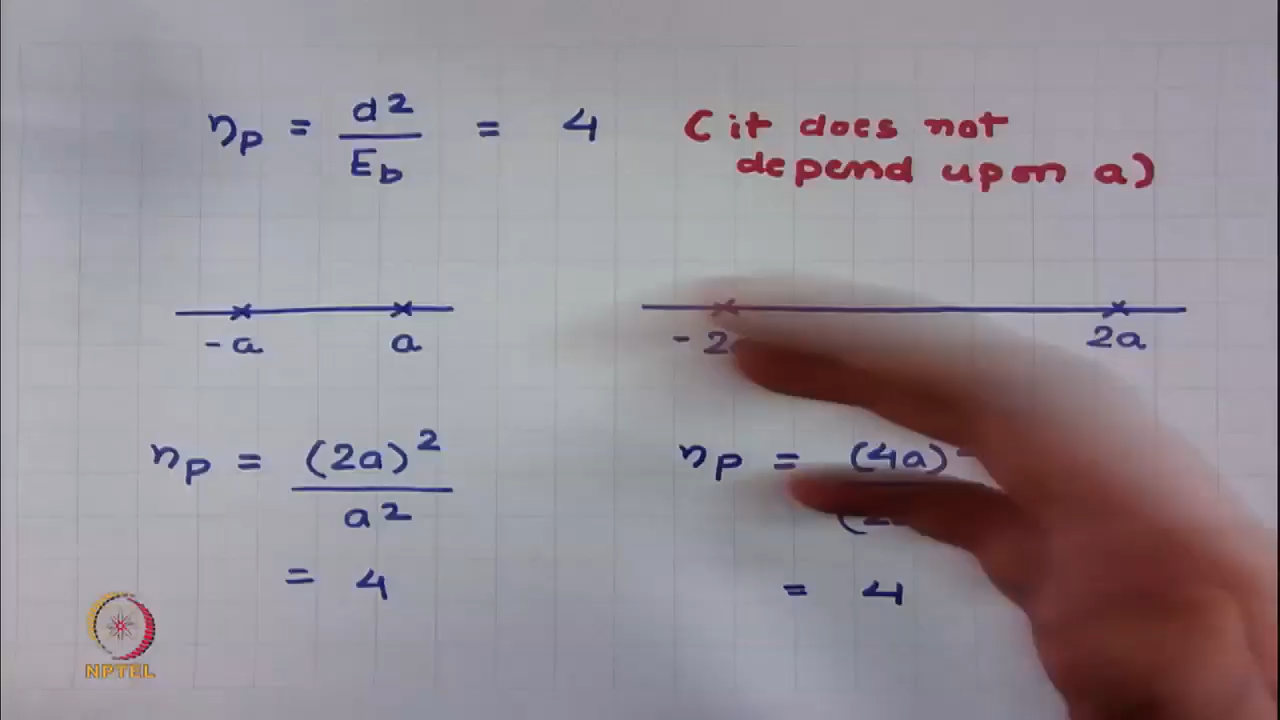 ηp = d² / Eb = 4 (it does not
depend upon a)
-a a
-2 2a
ηp = (2a)² / a²
= 4
ηp = (4a)
= 4
NPTEL